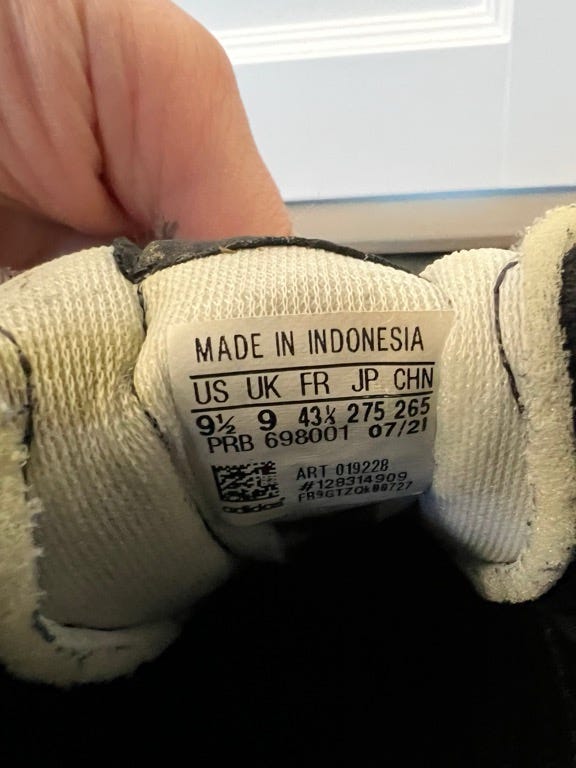 MADE IN INDONESIA
US UK FR JP CHN
9½ 9 43⅓ 275 265
PRB 698001 07/21
ART 019228
#128314909
adidas